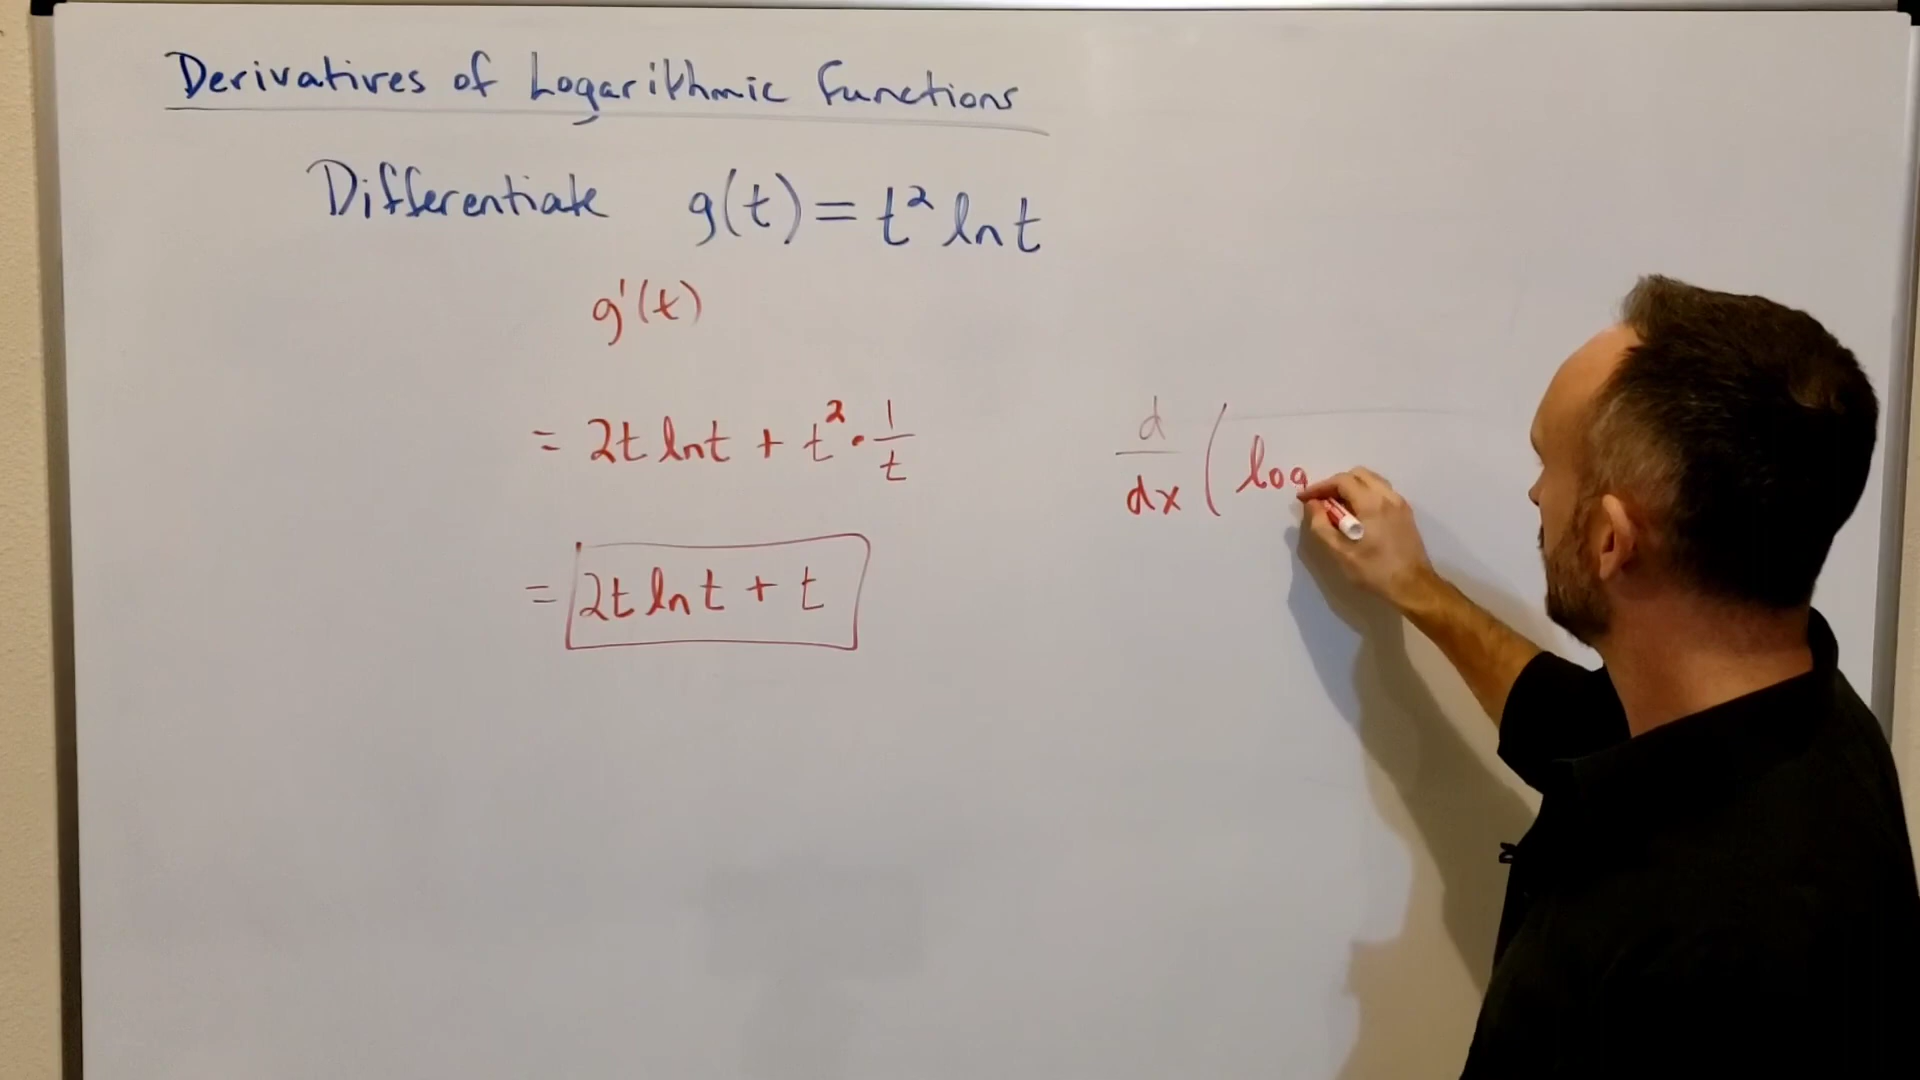 Derivatives of Logarithmic Functions
Differentiate g(t) = t² ln t
g'(t)
= 2t ln t + t² · 1/t
= 2t ln t + t
d/dx ( log